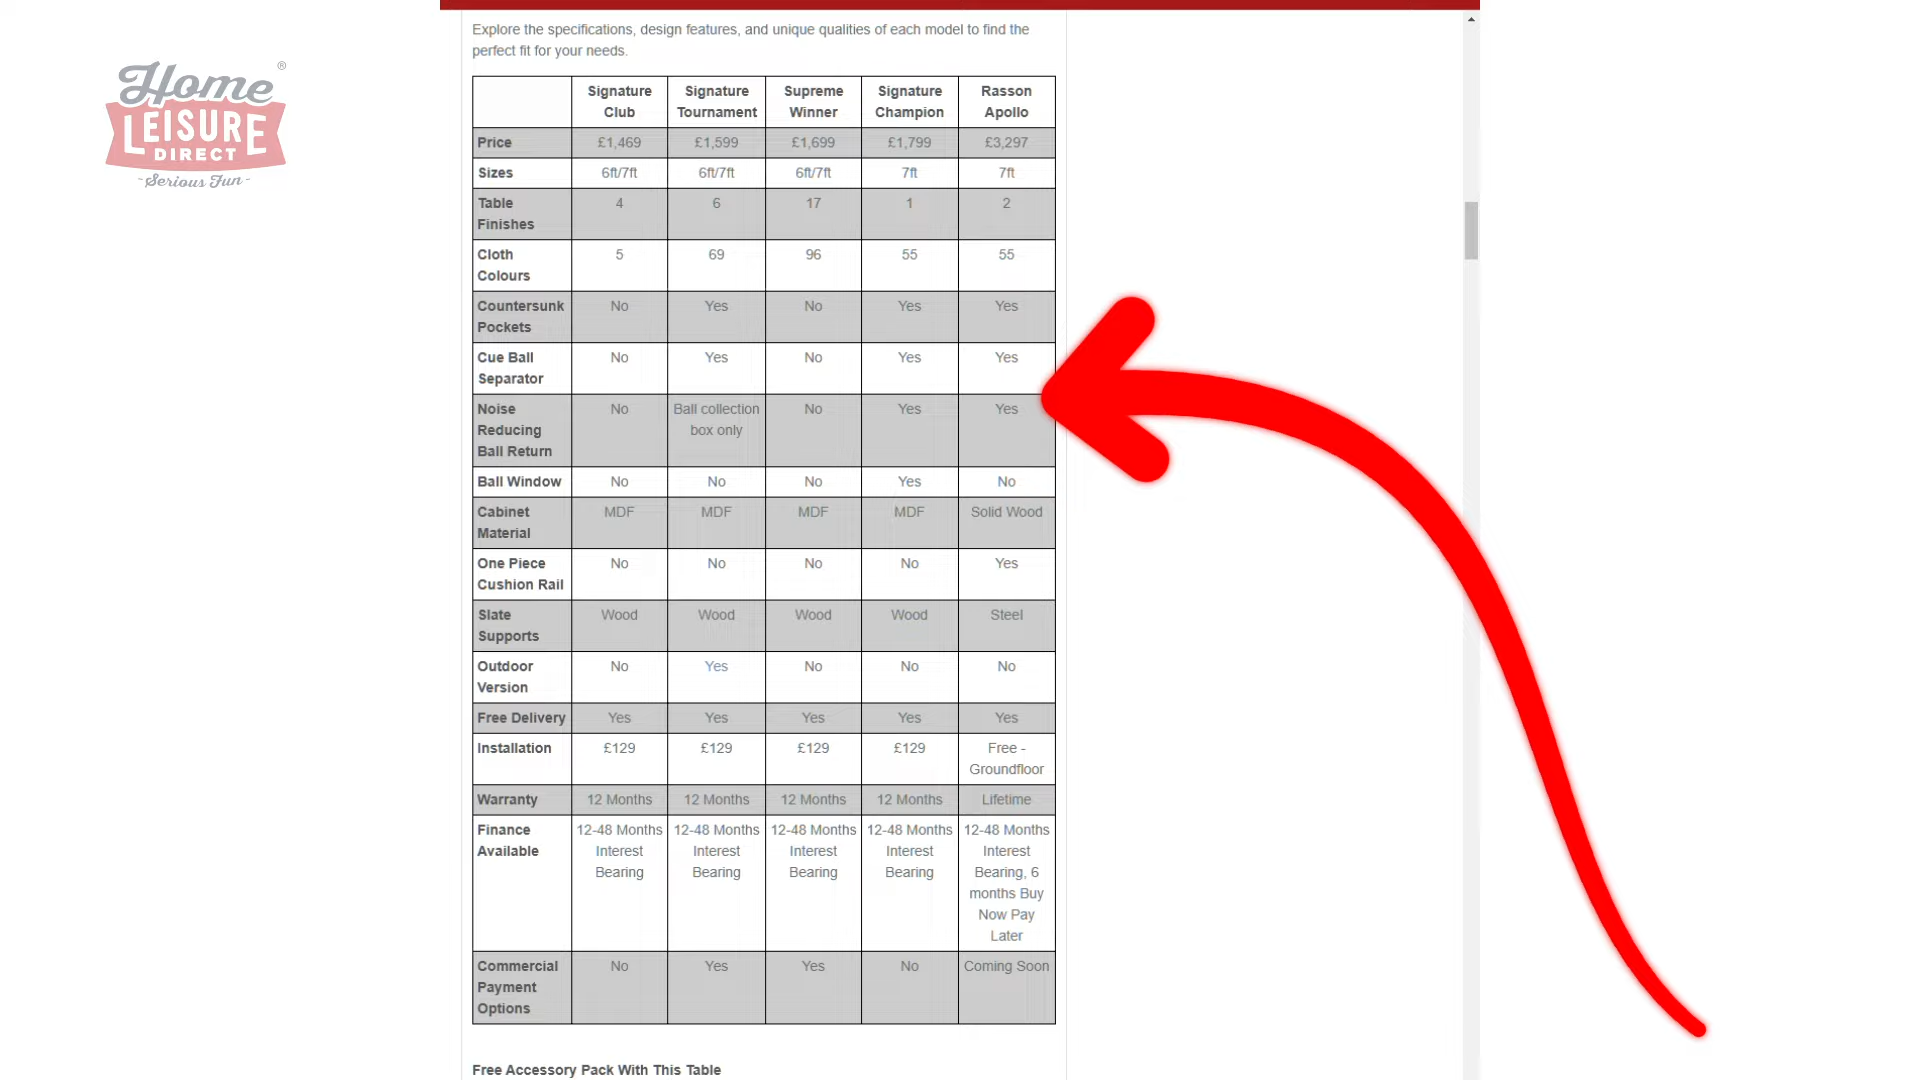 Explore the specifications, design features, and unique qualities of each model to find the
perfect fit for your needs.
Home
®
LEISURE
DIRECT
-Serious Fun-
Signature Club Signature Tournament Supreme Winner Signature Champion Rasson Apollo
Price £1,469 £1,599 £1,699 £1,799 £3,297
Sizes 6ft/7ft 6ft/7ft 6ft/7ft 7ft 7ft
Table Finishes 4 6 17 1 2
Cloth Colours 5 69 96 55 55
Countersunk Pockets No Yes No Yes Yes
Cue Ball Separator No Yes No Yes Yes
Noise Reducing Ball Return No Ball collection box only No Yes Yes
Ball Window No No No Yes No
Cabinet Material MDF MDF MDF MDF Solid Wood
One Piece Cushion Rail No No No No Yes
Slate Supports Wood Wood Wood Wood Steel
Outdoor Version No Yes No No No
Free Delivery Yes Yes Yes Yes Yes
Installation £129 £129 £129 £129 Free - Groundfloor
Warranty 12 Months 12 Months 12 Months 12 Months Lifetime
Finance Available 12-48 Months Interest Bearing 12-48 Months Interest Bearing 12-48 Months Interest Bearing 12-48 Months Interest Bearing 12-48 Months Interest Bearing, 6 months Buy Now Pay Later
Commercial Payment Options No Yes Yes No Coming Soon
Free Accessory Pack With This Table